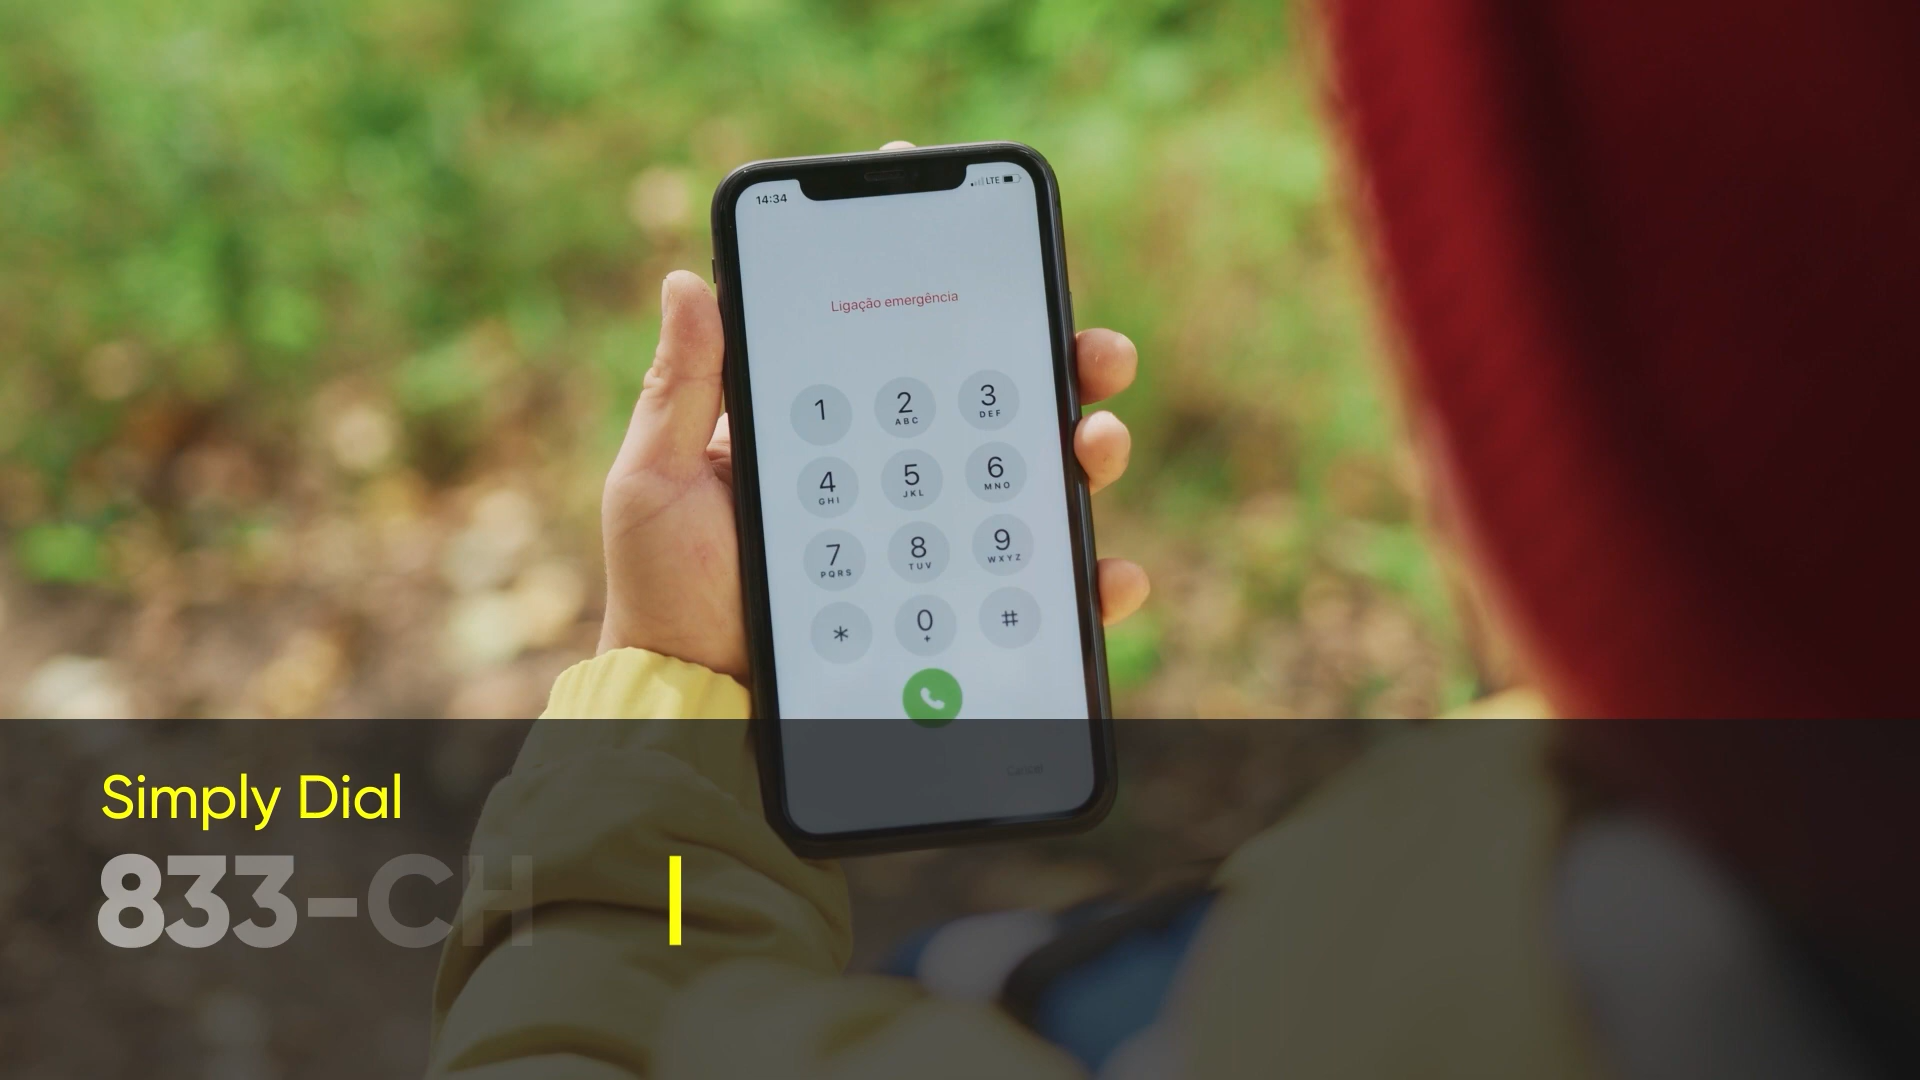 14:34 LTE
Ligação emergência
1 2 3
ABC DEF
4 5 6
GHI JKL MNO
7 8 9
PQRS TUV WXYZ
* 0 #
+
Cancel
Simply Dial
833-CH